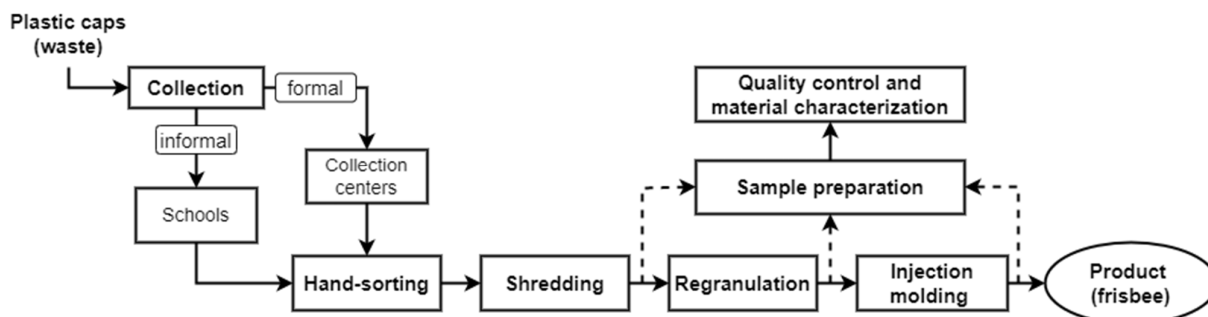 Plastic caps
(waste)
Collection
formal
informal
Schools
Collection
centers
Hand-sorting
Shredding
Regranulation
Injection
molding
Product
(frisbee)
Sample preparation
Quality control and
material characterization